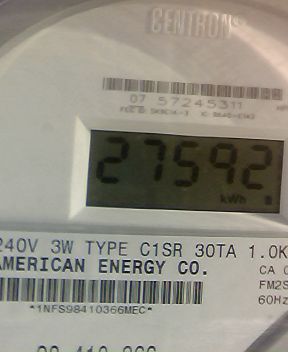 CENTRON®
07 57245311
27592
kWh
240V 3W TYPE C1SR 30TA 1.0K
AMERICAN ENERGY CO.
CA
FM2S
60Hz
*1NFS98410366MEC*